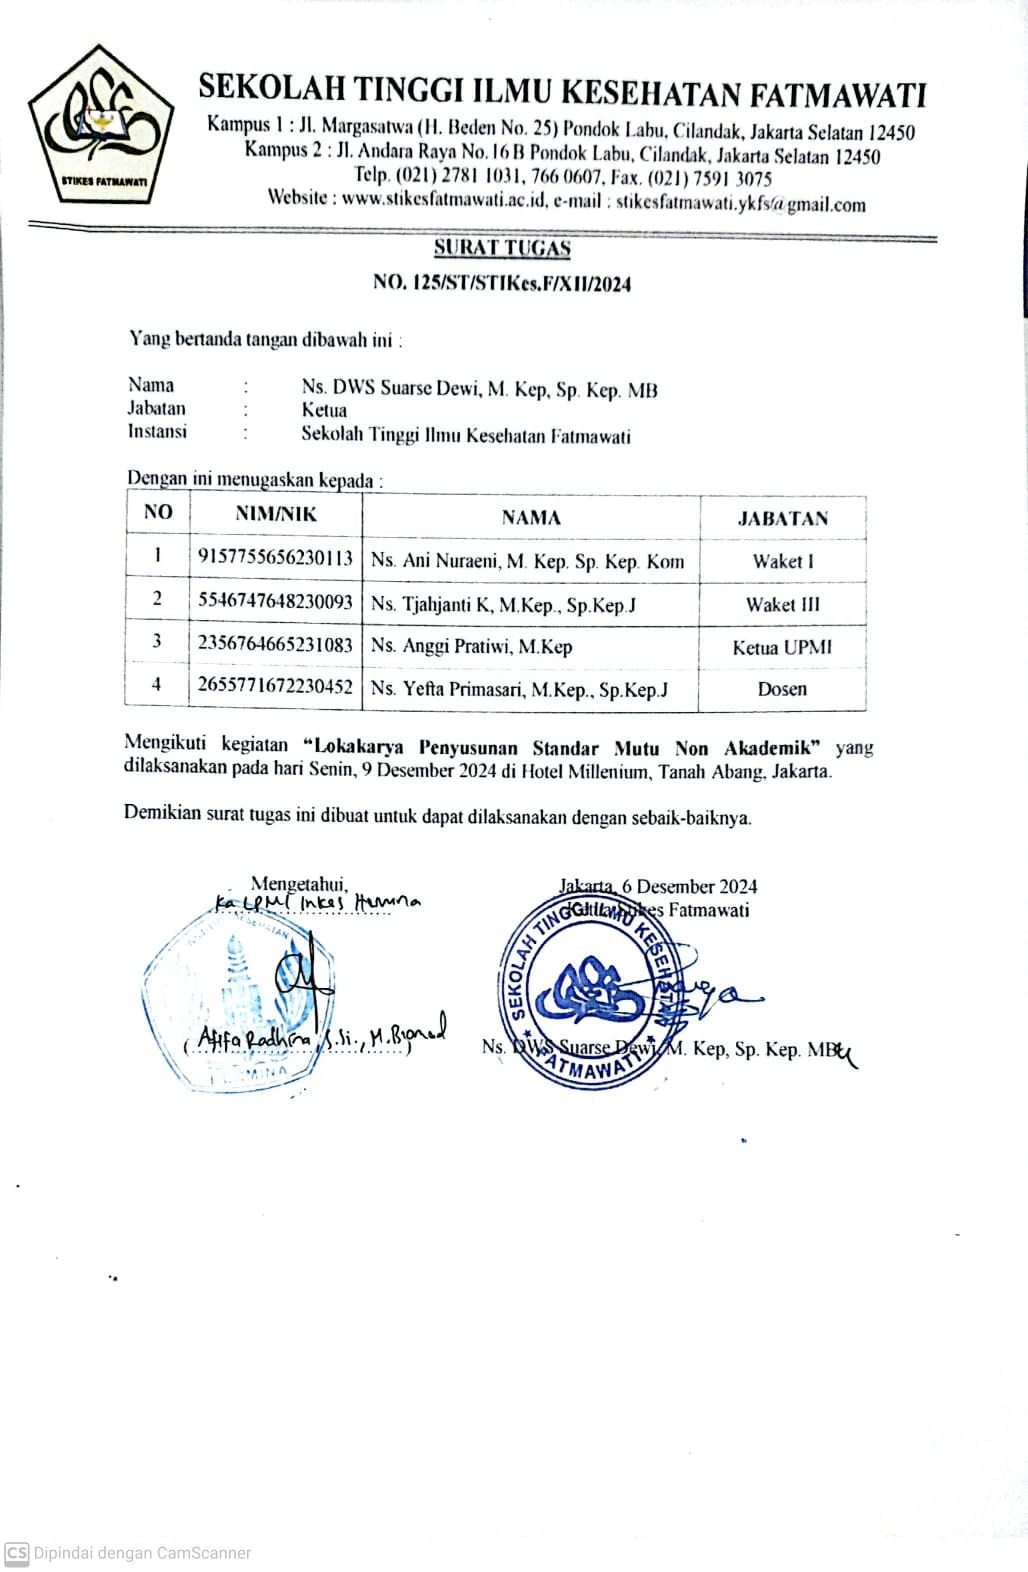 STIKES FATMAWATI
SEKOLAH TINGGI ILMU KESEHATAN FATMAWATI
Kampus 1 : Jl. Margasatwa (H. Beden No. 25) Pondok Labu, Cilandak, Jakarta Selatan 12450
Kampus 2 : Jl. Andara Raya No. 16 B Pondok Labu, Cilandak, Jakarta Selatan 12450
Telp. (021) 2781 1031, 766 0607, Fax. (021) 7591 3075
Website : www.stikesfatmawati.ac.id, e-mail : stikesfatmawati.ykfs@gmail.com
SURAT TUGAS
NO. 125/ST/STIKes.F/XII/2024
Yang bertanda tangan dibawah ini :
Nama : Ns. DWS Suarse Dewi, M. Kep, Sp. Kep. MB
Jabatan : Ketua
Instansi : Sekolah Tinggi Ilmu Kesehatan Fatmawati
Dengan ini menugaskan kepada :
NO NIM/NIK NAMA JABATAN
1 9157755656230113 Ns. Ani Nuraeni, M. Kep. Sp. Kep. Kom Waket I
2 5546747648230093 Ns. Tjahjanti K, M.Kep., Sp.Kep.J Waket III
3 2356764665231083 Ns. Anggi Pratiwi, M.Kep Ketua UPMI
4 2655771672230452 Ns. Yefta Primasari, M.Kep., Sp.Kep.J Dosen
Mengikuti kegiatan “Lokakarya Penyusunan Standar Mutu Non Akademik” yang
dilaksanakan pada hari Senin, 9 Desember 2024 di Hotel Millenium, Tanah Abang, Jakarta.
Demikian surat tugas ini dibuat untuk dapat dilaksanakan dengan sebaik-baiknya.
Mengetahui,
Ka LPMI Inkes Hermina
Jakarta, 6 Desember 2024
Ketua Stikes Fatmawati
SEKOLAH TINGGI ILMU KESEHATAN
FATMAWATI
Ns. DWS Suarse Dewi, M. Kep, Sp. Kep. MB
CS Dipindai dengan CamScanner